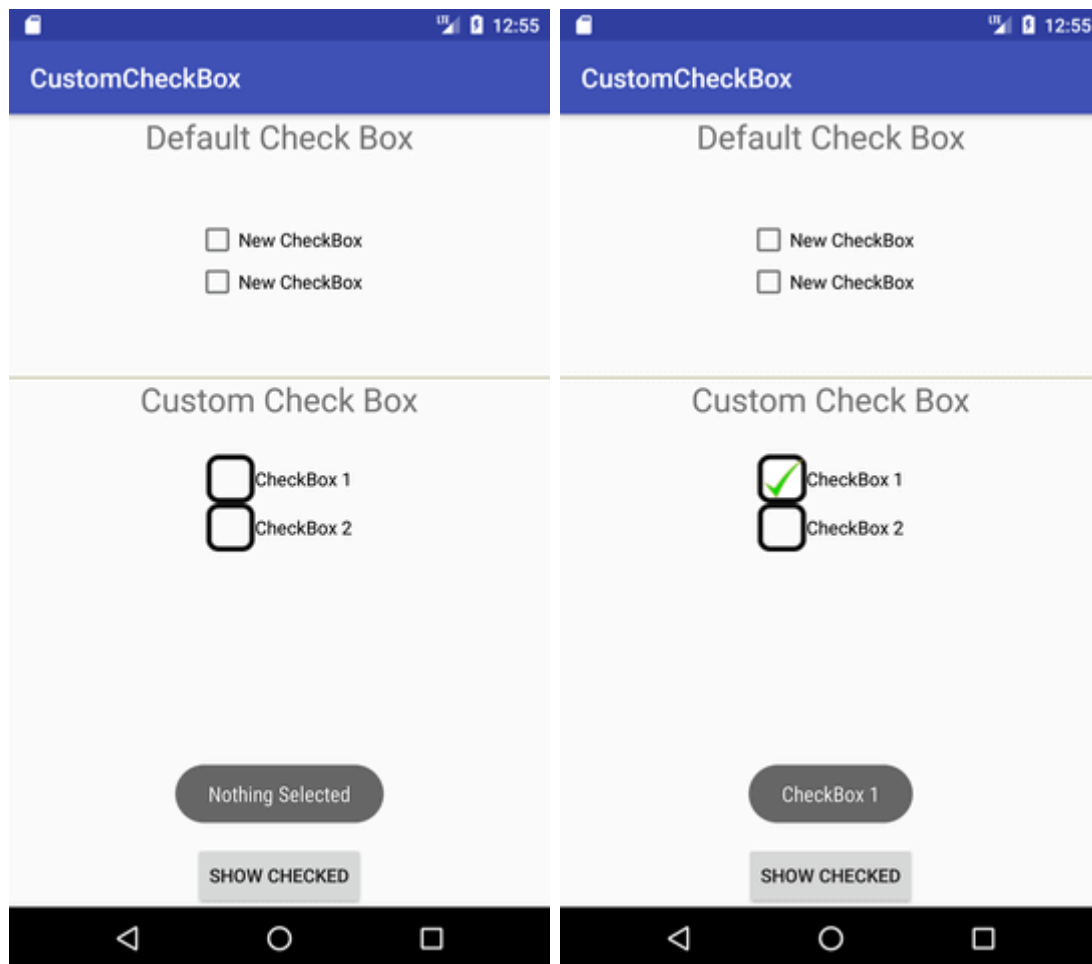 LTE 12:55
CustomCheckBox
Default Check Box
New CheckBox
New CheckBox
Custom Check Box
CheckBox 1
CheckBox 2
Nothing Selected
SHOW CHECKED
LTE 12:55
CustomCheckBox
Default Check Box
New CheckBox
New CheckBox
Custom Check Box
CheckBox 1
CheckBox 2
CheckBox 1
SHOW CHECKED